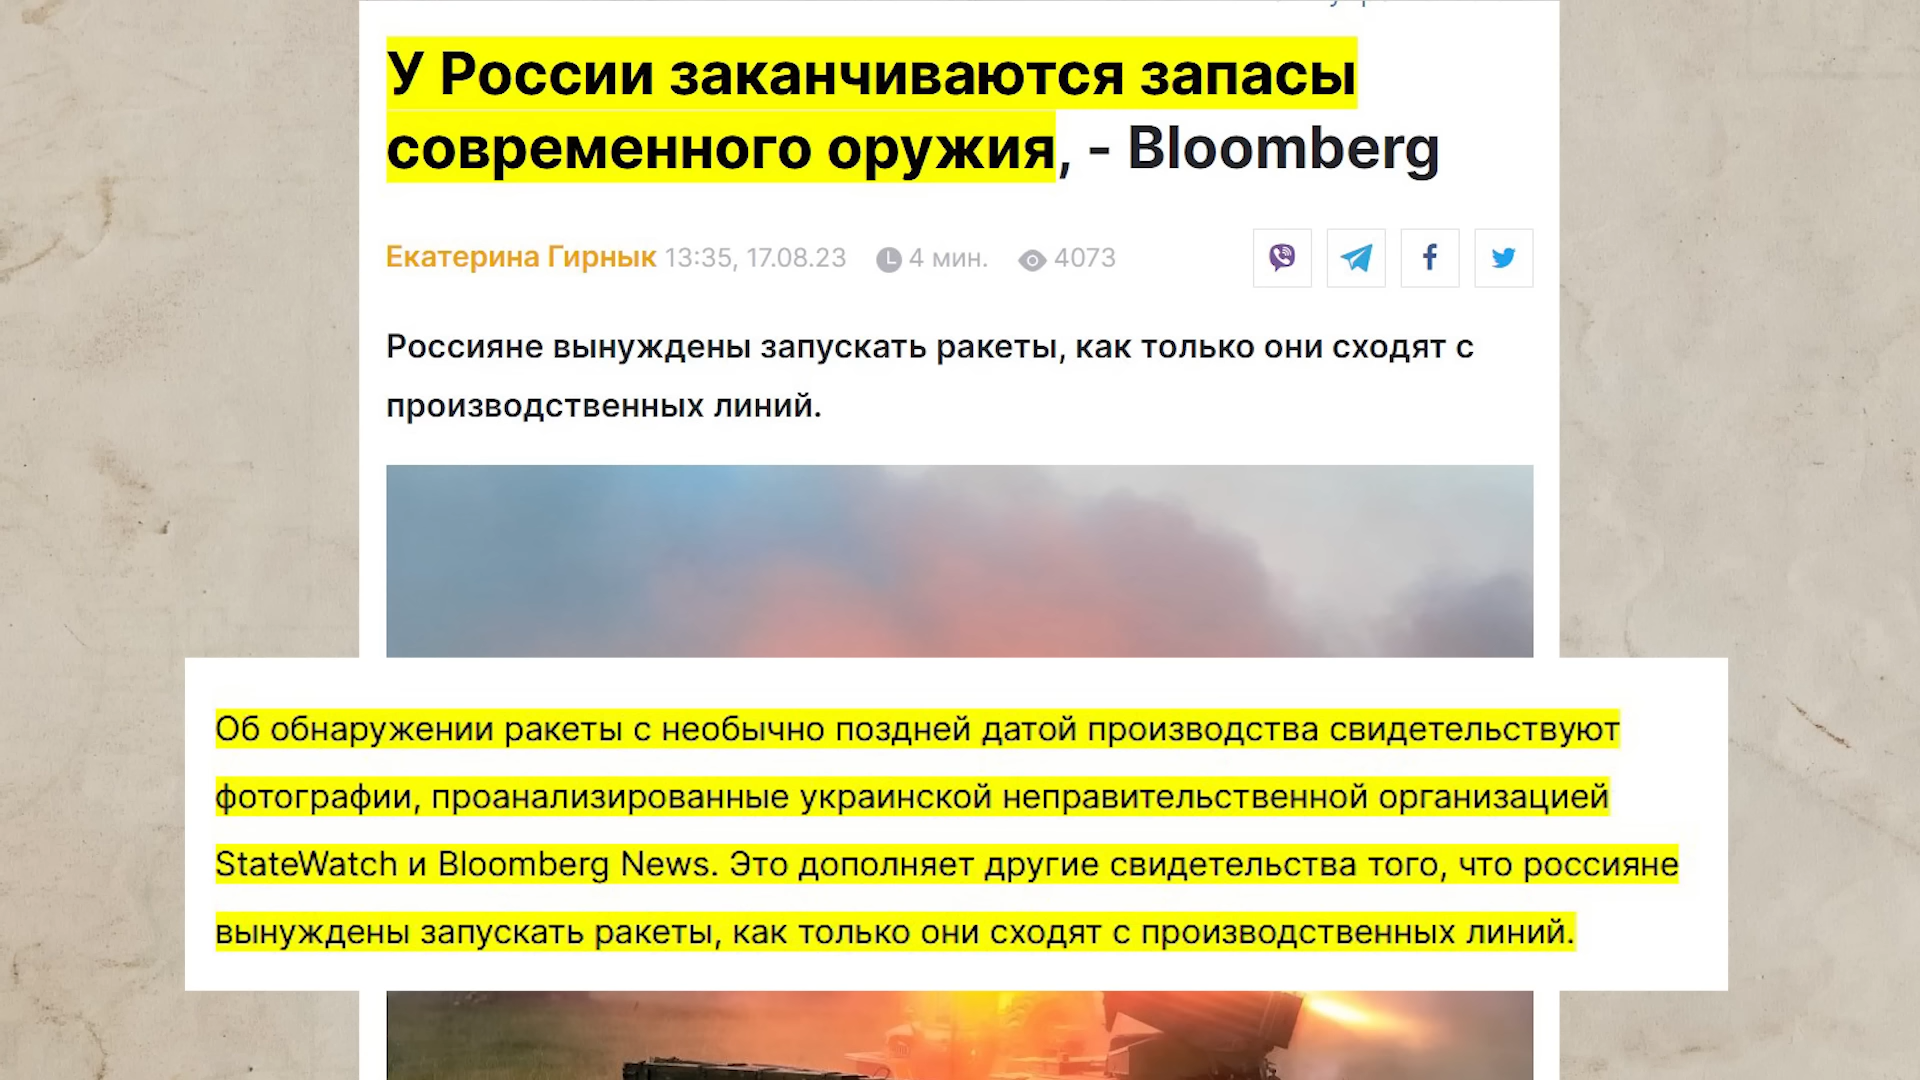 У России заканчиваются запасы
современного оружия, - Bloomberg
Екатерина Гирнык 13:35, 17.08.23 4 мин. 4073
Россияне вынуждены запускать ракеты, как только они сходят с
производственных линий.
Об обнаружении ракеты с необычно поздней датой производства свидетельствуют
фотографии, проанализированные украинской неправительственной организацией
StateWatch и Bloomberg News. Это дополняет другие свидетельства того, что россияне
вынуждены запускать ракеты, как только они сходят с производственных линий.